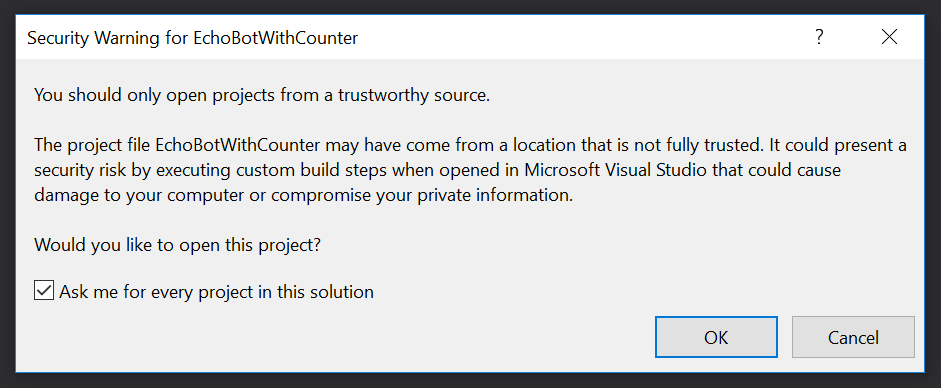 Security Warning for EchoBotWithCounter
?
You should only open projects from a trustworthy source.
The project file EchoBotWithCounter may have come from a location that is not fully trusted. It could present a
security risk by executing custom build steps when opened in Microsoft Visual Studio that could cause
damage to your computer or compromise your private information.
Would you like to open this project?
Ask me for every project in this solution
OK
Cancel